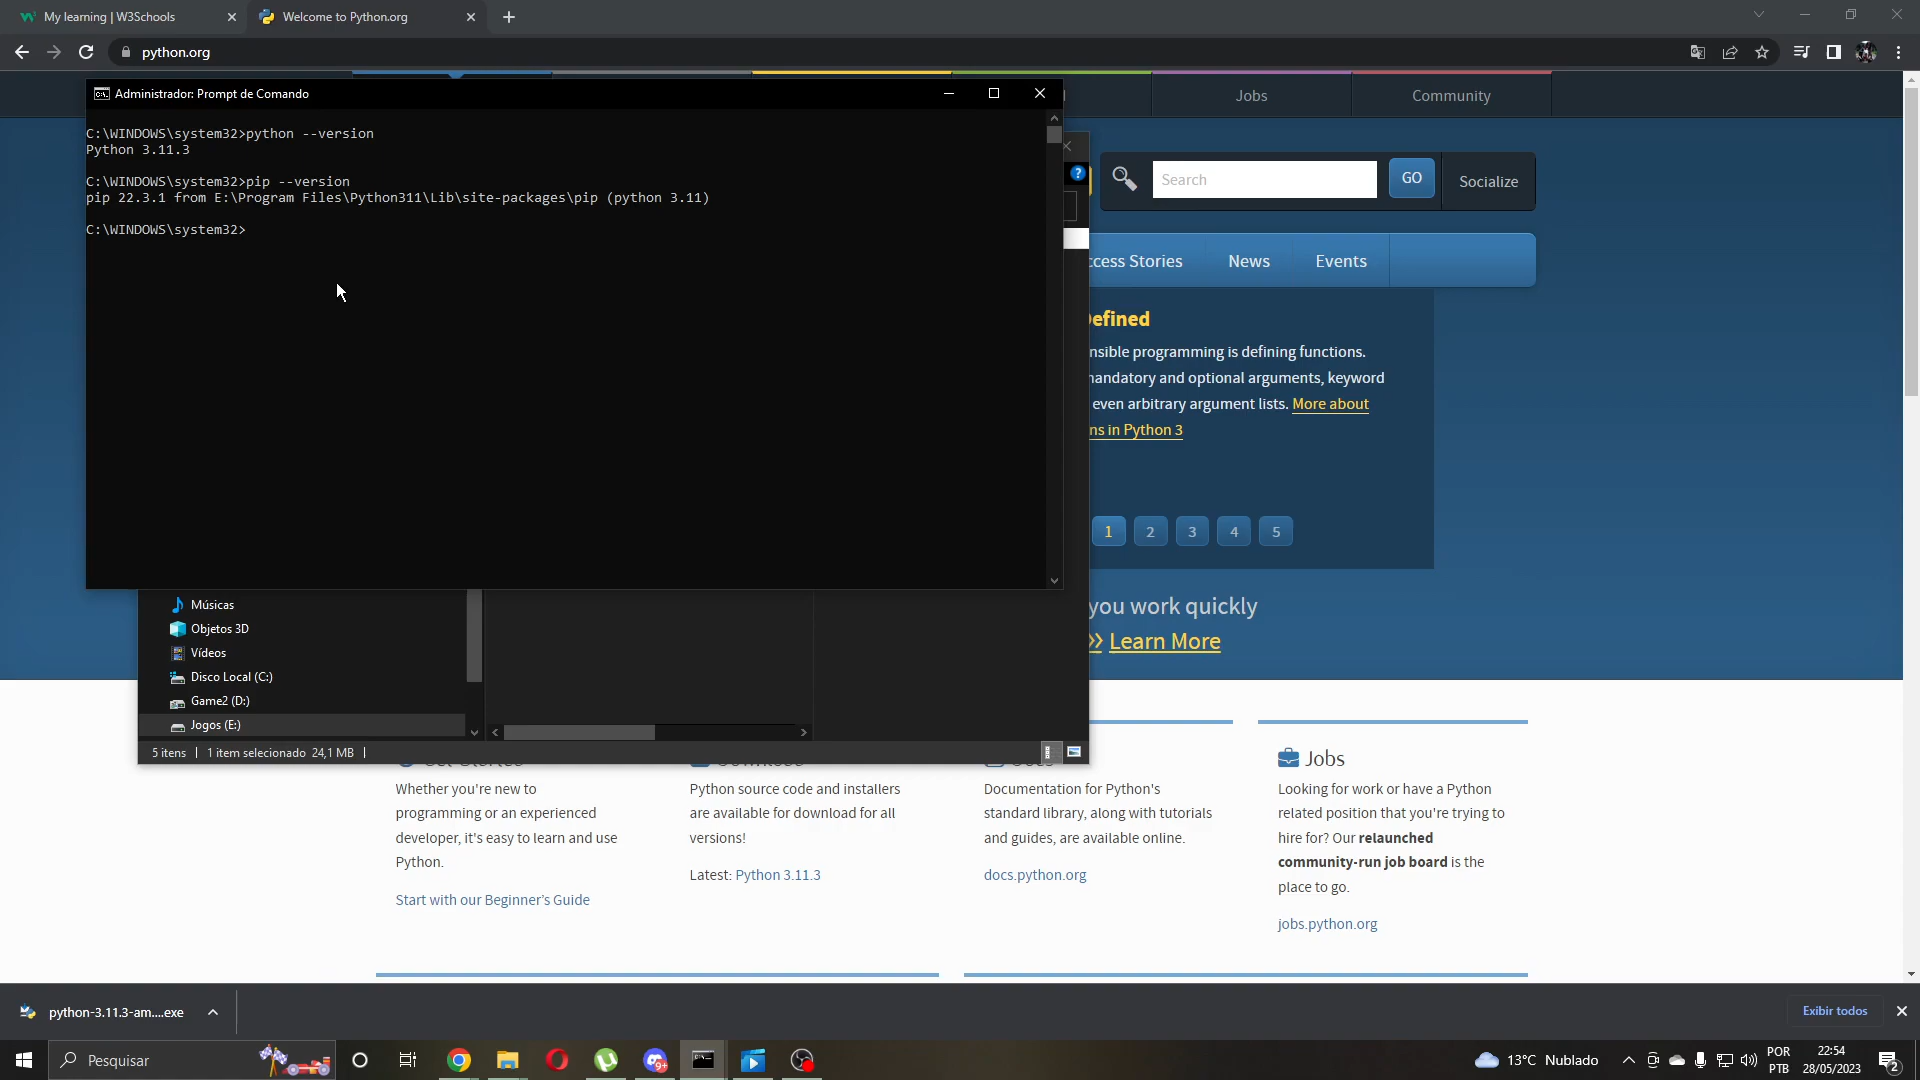 My learning | W3Schools
Welcome to Python.org
python.org
Jobs
Community
Administrador: Prompt de Comando
C:\WINDOWS\system32>python --version
Python 3.11.3
C:\WINDOWS\system32>pip --version
pip 22.3.1 from E:\Program Files\Python311\Lib\site-packages\pip (python 3.11)
C:\WINDOWS\system32>
?
Search
GO
Socialize
ccess Stories
News
Events
efined
nsible programming is defining functions.
andatory and optional arguments, keyword
even arbitrary argument lists. More about
ns in Python 3
1
2
3
4
5
you work quickly
>> Learn More
Músicas
Objetos 3D
Vídeos
Disco Local (C:)
Game2 (D:)
Jogos (E:)
5 itens
1 item selecionado 24,1 MB
Whether you're new to
programming or an experienced
developer, it's easy to learn and use
Python.
Start with our Beginner's Guide
Python source code and installers
are available for download for all
versions!
Latest: Python 3.11.3
Documentation for Python's
standard library, along with tutorials
and guides, are available online.
docs.python.org
Jobs
Looking for work or have a Python
related position that you're trying to
hire for? Our relaunched
community-run job board is the
place to go.
jobs.python.org
python-3.11.3-am....exe
Exibir todos
Pesquisar
9+
13°C Nublado
POR
PTB
22:54
28/05/2023
2